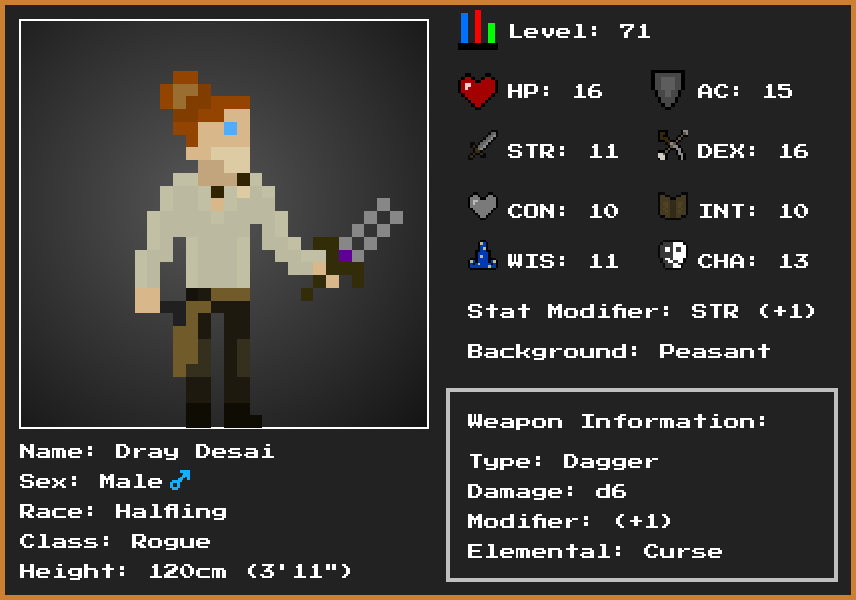 Level: 71
HP: 16 AC: 15
STR: 11 DEX: 16
CON: 10 INT: 10
WIS: 11 CHA: 13
Stat Modifier: STR (+1)
Background: Peasant
Weapon Information:
Type: Dagger
Damage: d6
Modifier: (+1)
Elemental: Curse
Name: Dray Desai
Sex: Male♂
Race: Halfling
Class: Rogue
Height: 120cm (3'11")